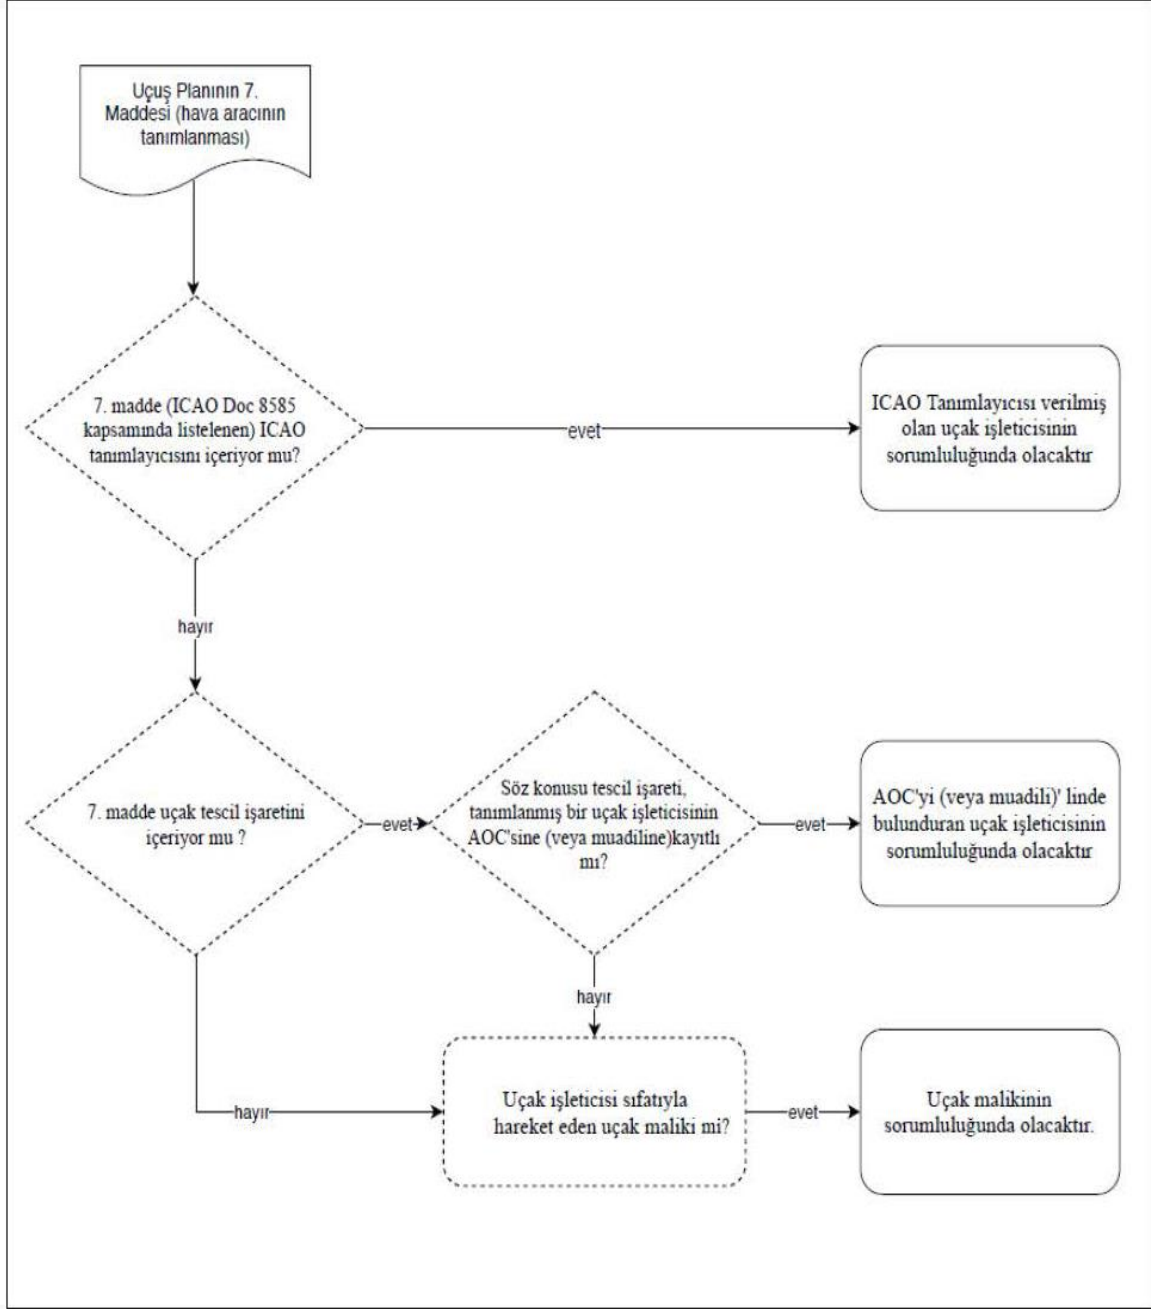 Uçuş Planının 7.
Maddesi (hava aracının
tanımlanması)
7. madde (ICAO Doc 8585
kapsamında listelenen) ICAO
tanımlayıcısını içeriyor mu?
evet
ICAO Tanımlayıcısı verilmiş
olan uçak işleticisinin
sorumluluğunda olacaktır
hayır
7. madde uçak tescil işaretini
içeriyor mu ?
evet
Söz konusu tescil işareti,
tanımlanmış bir uçak işleticisinin
AOC'sine (veya muadiline)kayıtlı
mı?
evet
AOC'yi (veya muadili)' linde
bulunduran uçak işleticisinin
sorumluluğunda olacaktır
hayır
hayır
Uçak işleticisi sıfatıyla
hareket eden uçak maliki mi?
evet
Uçak malikinin
sorumluluğunda olacaktır.